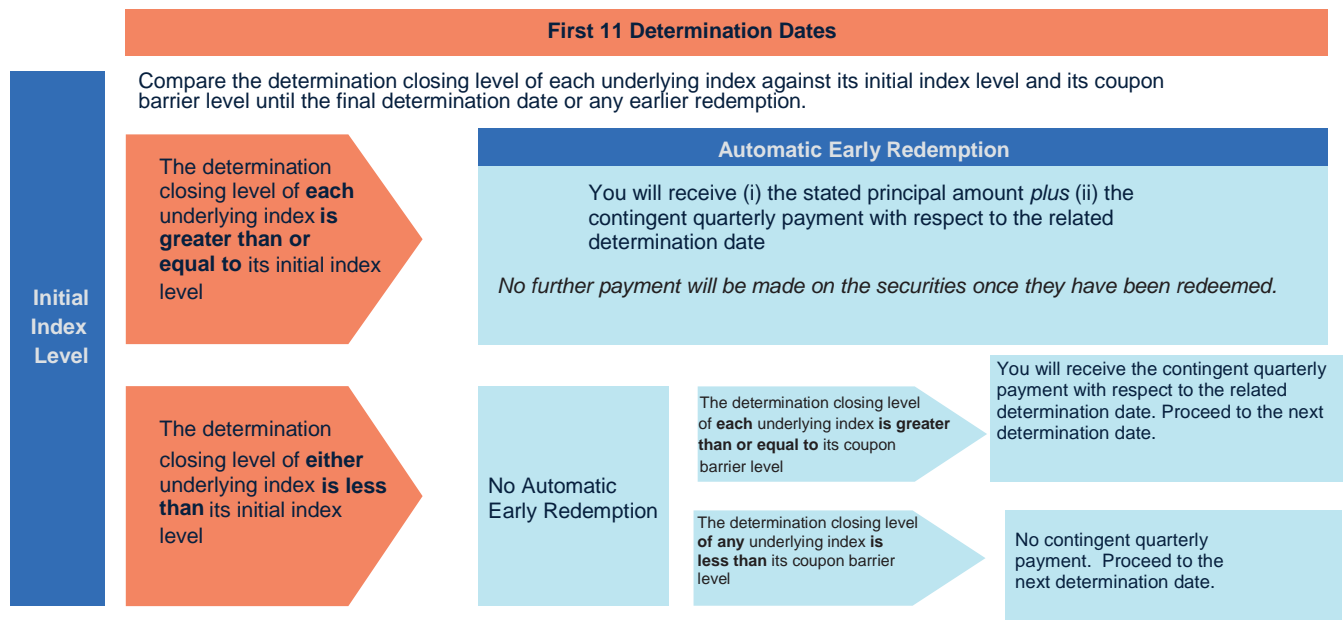 First 11 Determination Dates
Compare the determination closing level of each underlying index against its initial index level and its coupon
barrier level until the final determination date or any earlier redemption.
Initial
Index
Level
The determination
closing level of each
underlying index is
greater than or
equal to its initial index
level
Automatic Early Redemption
You will receive (i) the stated principal amount plus (ii) the
contingent quarterly payment with respect to the related
determination date
No further payment will be made on the securities once they have been redeemed.
The determination
closing level of either
underlying index is less
than its initial index
level
No Automatic
Early Redemption
The determination closing level
of each underlying index is greater
than or equal to its coupon
barrier level
You will receive the contingent quarterly
payment with respect to the related
determination date. Proceed to the next
determination date.
The determination closing level
of any underlying index is
less than its coupon barrier
level
No contingent quarterly
payment. Proceed to the
next determination date.